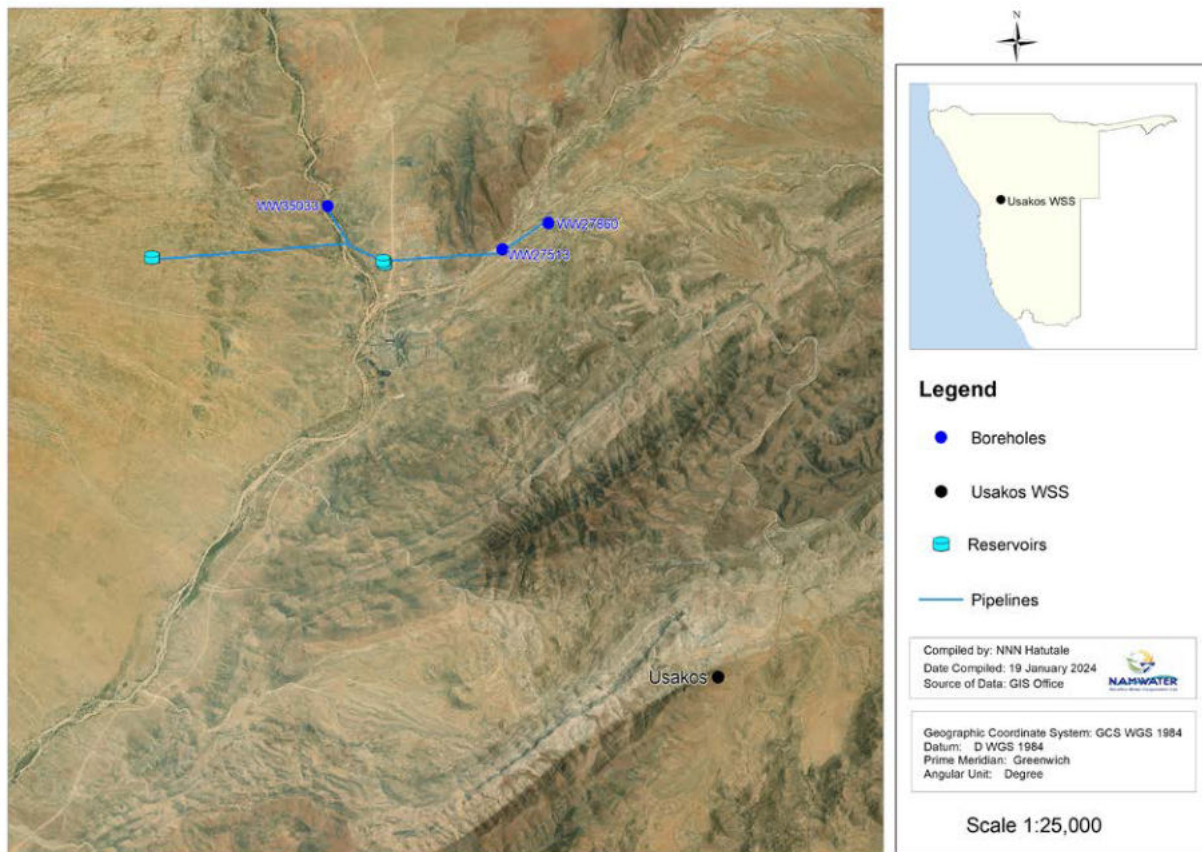 WW35033
WW27860
WW27513
Usakos
N
Usakos WSS
Legend
Boreholes
Usakos WSS
Reservoirs
Pipelines
Compiled by: NNN Hatutale
Date Compiled: 19 January 2024
Source of Data: GIS Office
NAMWATER
Geographic Coordinate System: GCS WGS 1984
Datum: D WGS 1984
Prime Meridian: Greenwich
Angular Unit: Degree
Scale 1:25,000